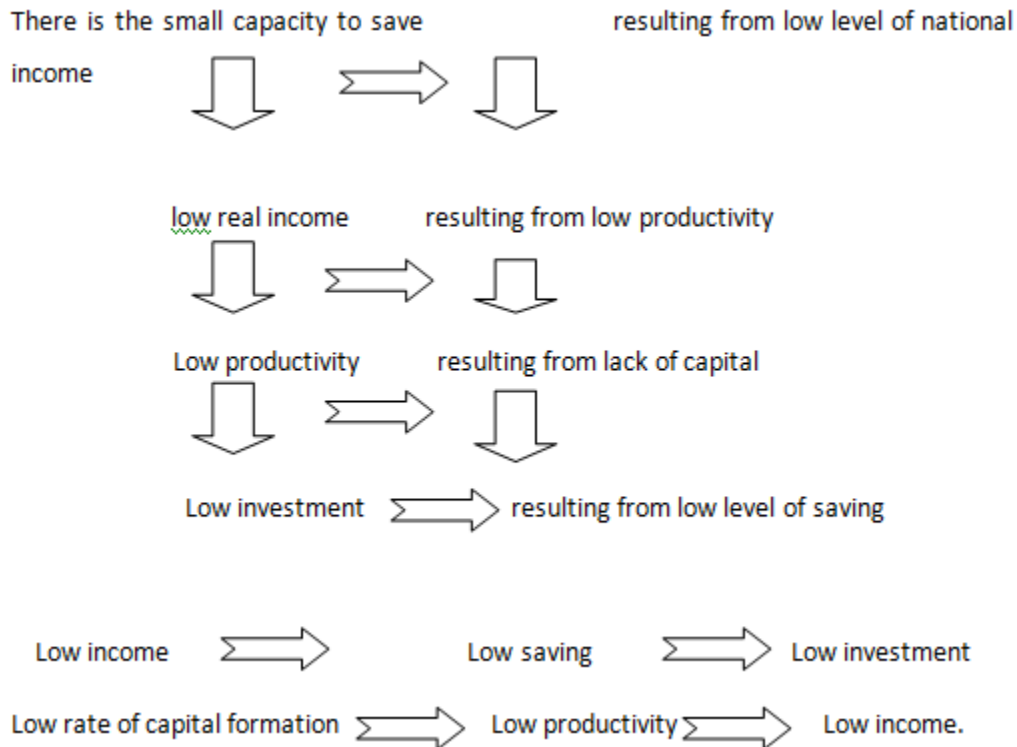 There is the small capacity to save resulting from low level of national
income
low real income resulting from low productivity
Low productivity resulting from lack of capital
Low investment resulting from low level of saving
Low income Low saving Low investment
Low rate of capital formation Low productivity Low income.